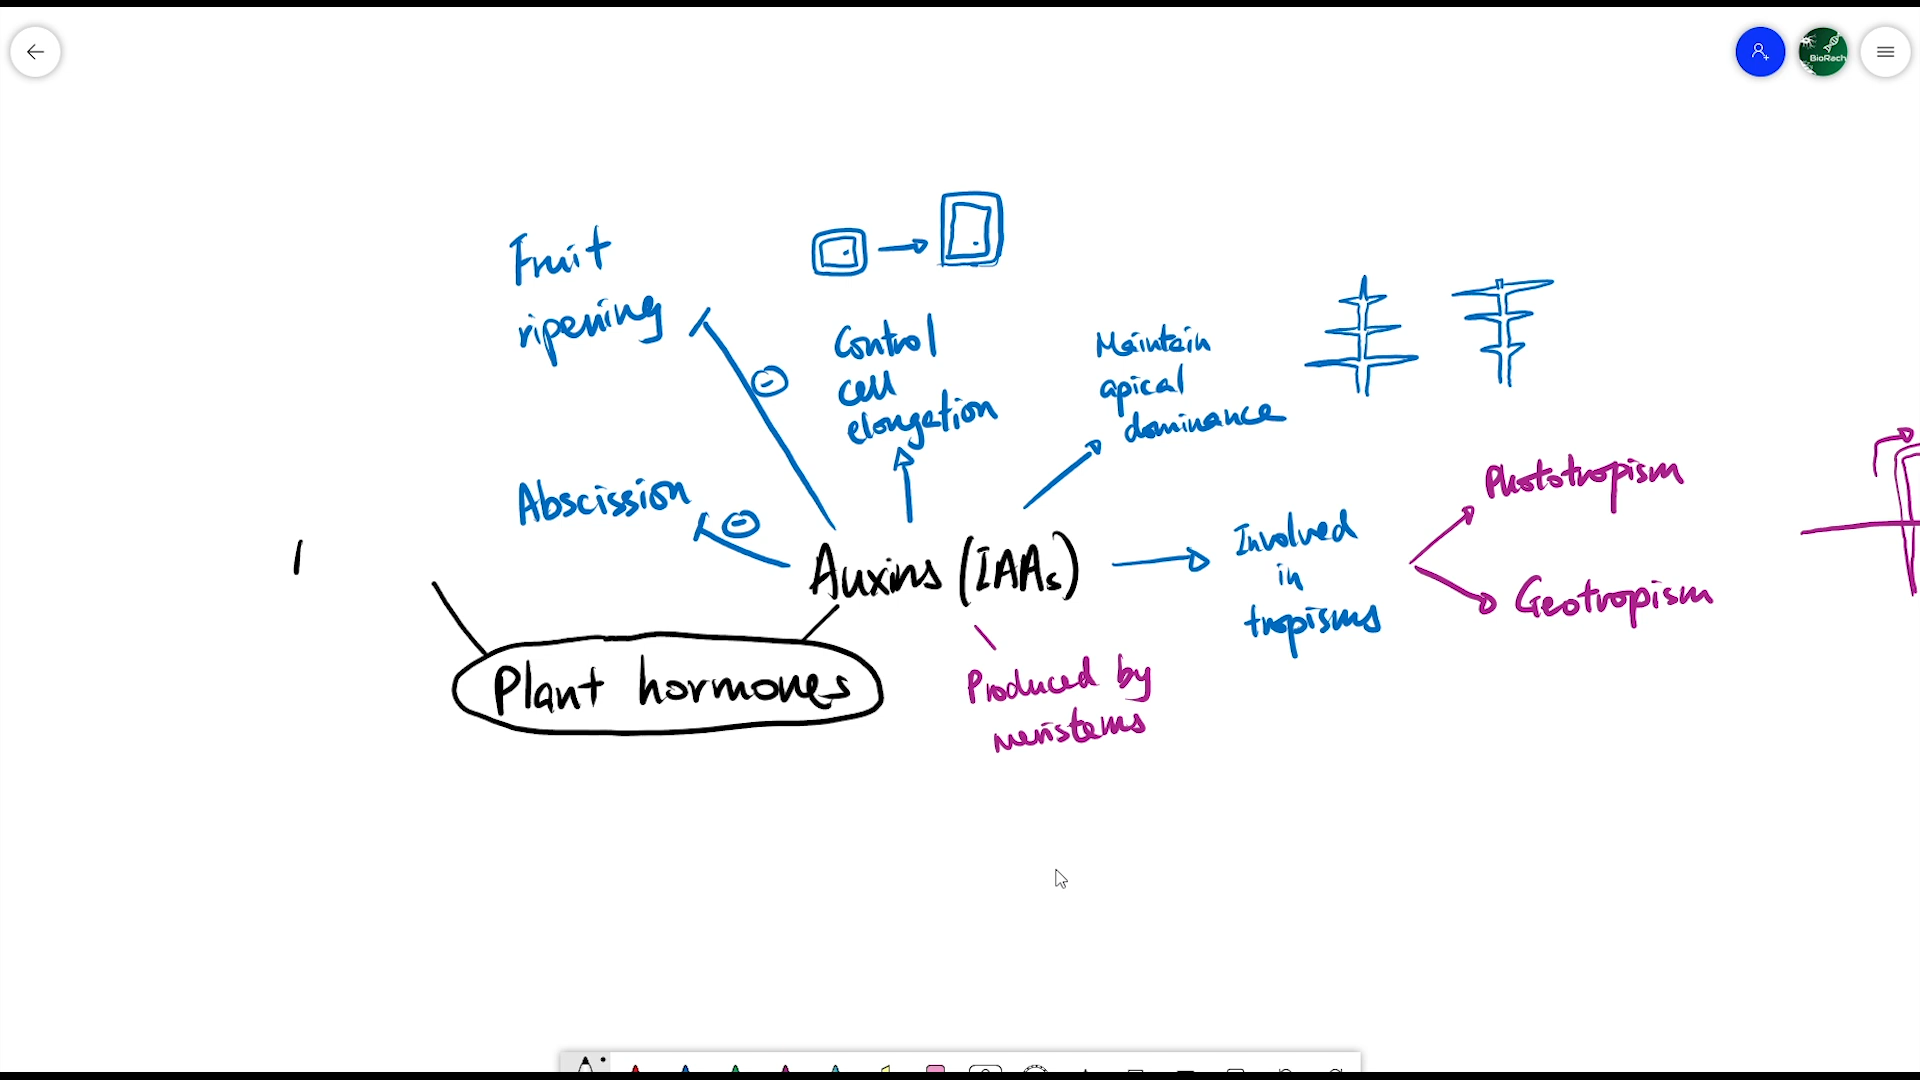 BioRach
Fruit
ripening
Control
cell
elongation
Maintain
apical
dominance
Abscission
Auxins (IAAs)
Involved
in
tropisms
Phototropism
Geotropism
Plant hormones
Produced by
meristems